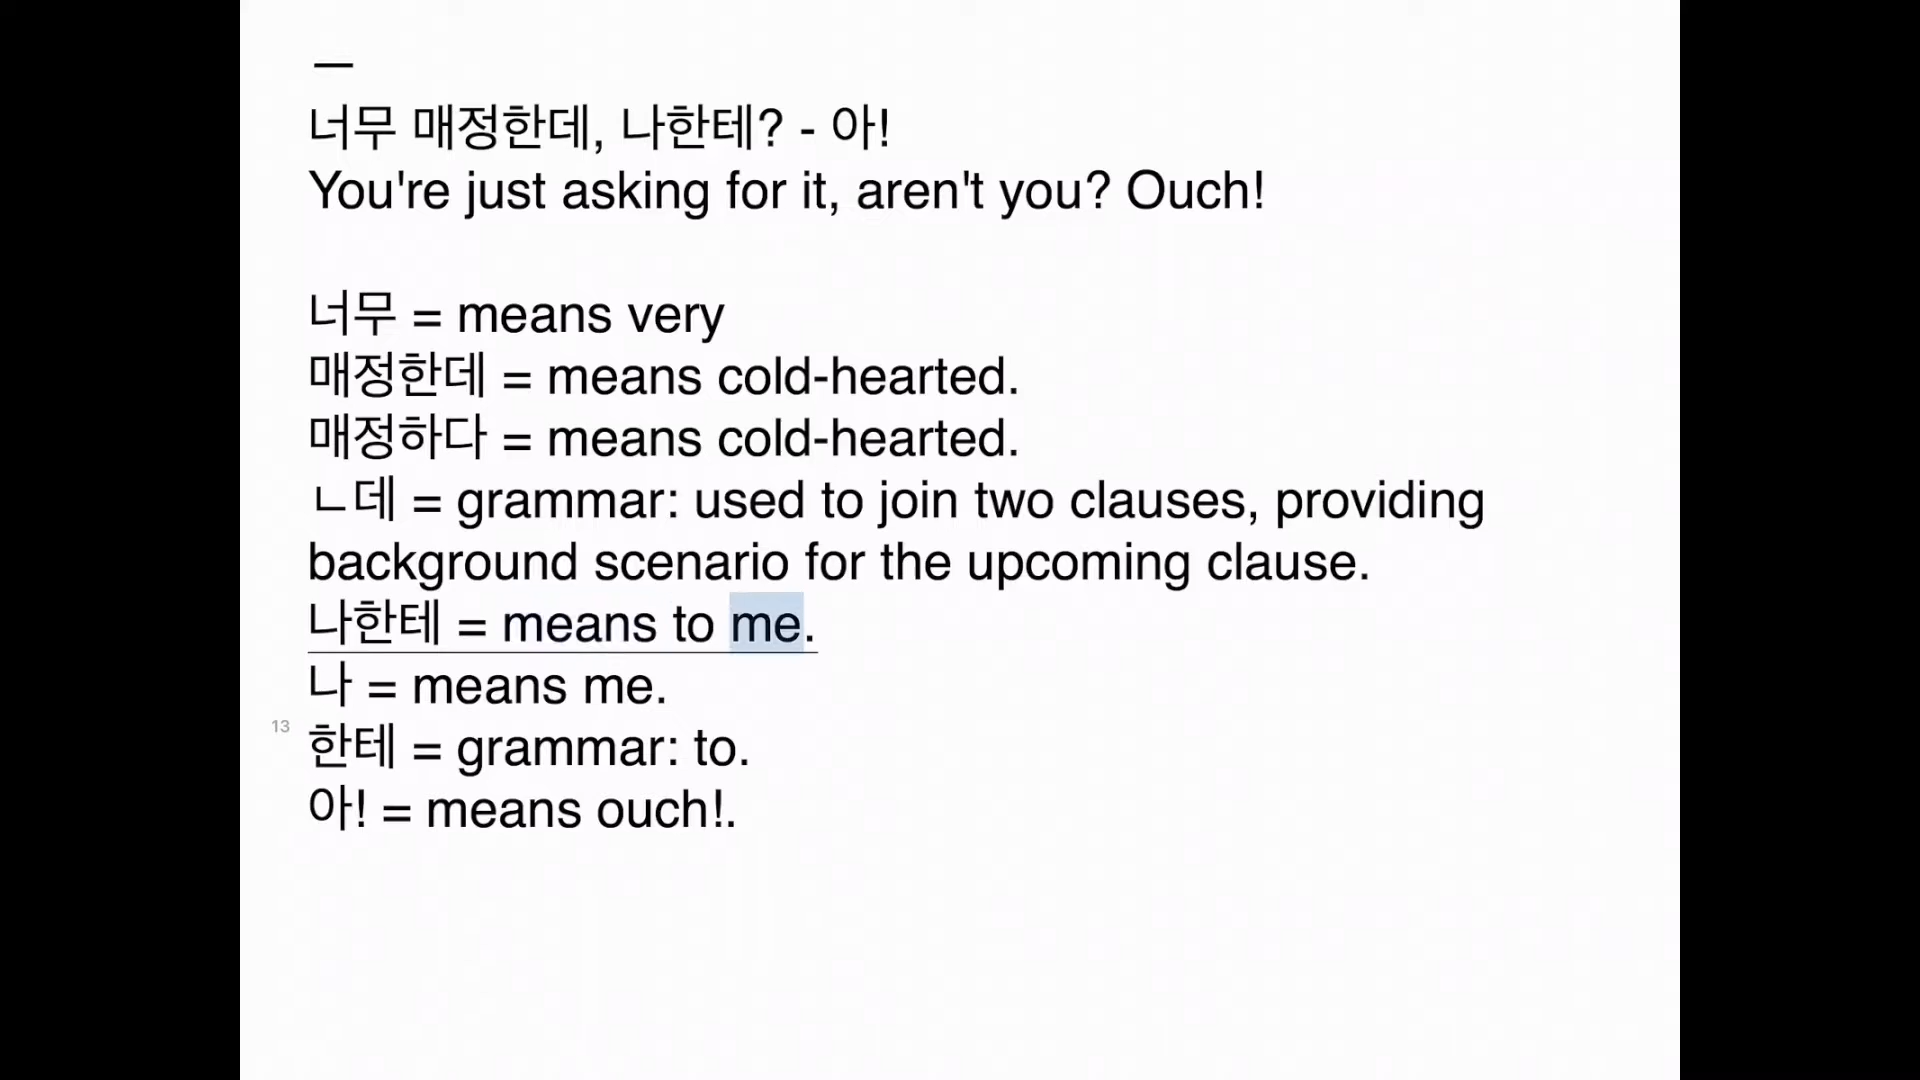 —
너무 매정한데, 나한테? - 아!
You're just asking for it, aren't you? Ouch!
너무 = means very
매정한데 = means cold-hearted.
매정하다 = means cold-hearted.
ㄴ데 = grammar: used to join two clauses, providing
background scenario for the upcoming clause.
나한테 = means to me.
나 = means me.
13
한테 = grammar: to.
아! = means ouch!.